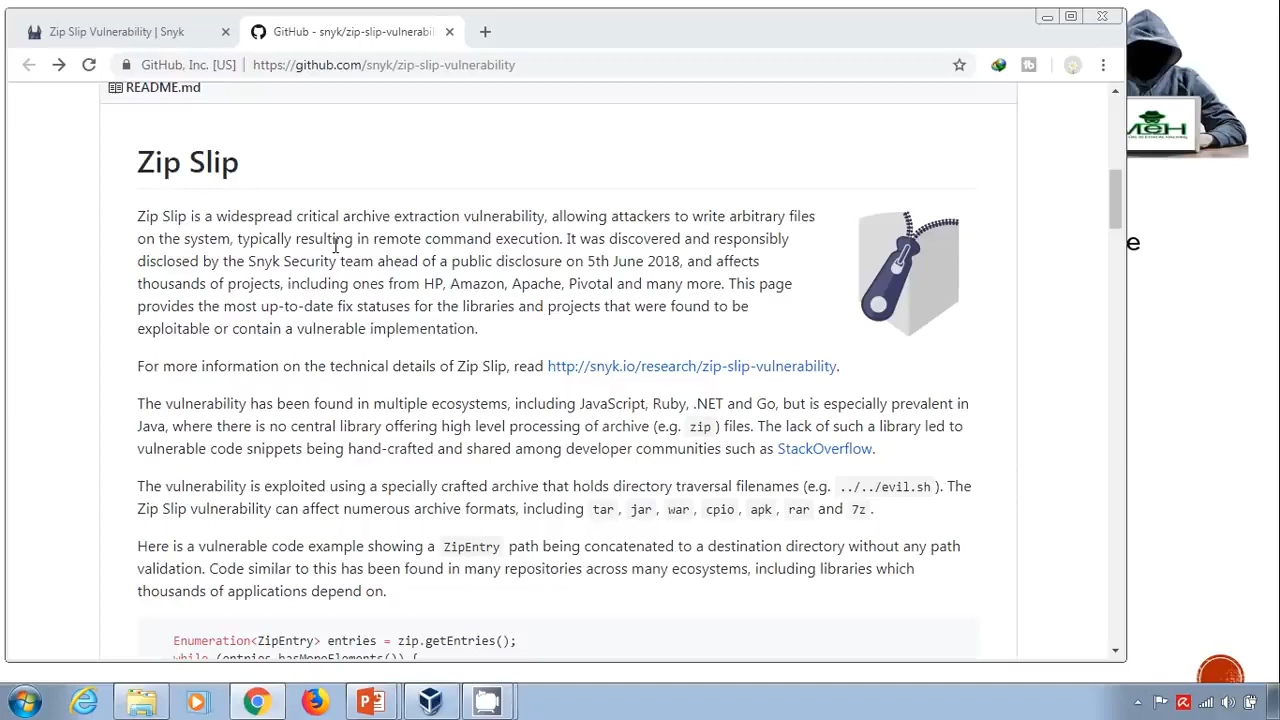 Zip Slip Vulnerability | Snyk
GitHub - snyk/zip-slip-vulnerabil
GitHub, Inc. [US]
https://github.com/snyk/zip-slip-vulnerability
README.md
Zip Slip
Zip Slip is a widespread critical archive extraction vulnerability, allowing attackers to write arbitrary files
on the system, typically resulting in remote command execution. It was discovered and responsibly
disclosed by the Snyk Security team ahead of a public disclosure on 5th June 2018, and affects
thousands of projects, including ones from HP, Amazon, Apache, Pivotal and many more. This page
provides the most up-to-date fix statuses for the libraries and projects that were found to be
exploitable or contain a vulnerable implementation.
For more information on the technical details of Zip Slip, read http://snyk.io/research/zip-slip-vulnerability.
The vulnerability has been found in multiple ecosystems, including JavaScript, Ruby, .NET and Go, but is especially prevalent in
Java, where there is no central library offering high level processing of archive (e.g. zip ) files. The lack of such a library led to
vulnerable code snippets being hand-crafted and shared among developer communities such as StackOverflow.
The vulnerability is exploited using a specially crafted archive that holds directory traversal filenames (e.g. ../../evil.sh ). The
Zip Slip vulnerability can affect numerous archive formats, including tar , jar , war , cpio , apk , rar and 7z .
Here is a vulnerable code example showing a ZipEntry path being concatenated to a destination directory without any path
validation. Code similar to this has been found in many repositories across many ecosystems, including libraries which
thousands of applications depend on.
Enumeration<ZipEntry> entries = zip.getEntries();
while (entries.hasMoreElements()) {
MCH
e